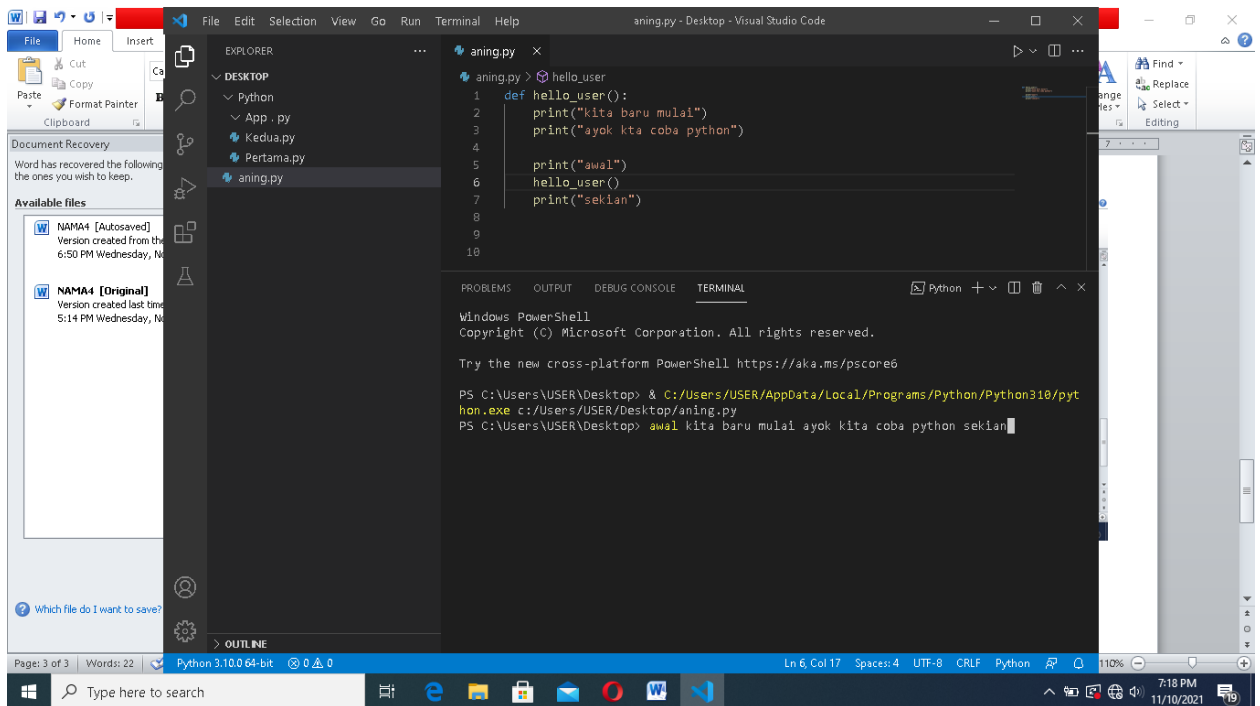 File Edit Selection View Go Run Terminal Help
aning.py - Desktop - Visual Studio Code
File Home Insert
Cut
Copy
Paste
Format Painter
Clipboard
Find
Replace
Select
Editing
Document Recovery
Word has recovered the following
the ones you wish to keep.
Available files
NAMA4 [Autosaved]
Version created from the
6:50 PM Wednesday, No
NAMA4 [Original]
Version created last time
5:14 PM Wednesday, No
Which file do I want to save?
EXPLORER
DESKTOP
Python
App . py
Kedua.py
Pertama.py
aning.py
OUTLINE
aning.py
aning.py > hello_user
1 def hello_user():
2 print("kita baru mulai")
3 print("ayok kta coba python")
4
5 print("awal")
6 hello_user()
7 print("sekian")
8
9
10
PROBLEMS OUTPUT DEBUG CONSOLE TERMINAL
Python
Windows PowerShell
Copyright (C) Microsoft Corporation. All rights reserved.
Try the new cross-platform PowerShell https://aka.ms/pscore6
PS C:\Users\USER\Desktop> & C:/Users/USER/AppData/Local/Programs/Python/Python310/pyt
hon.exe c:/Users/USER/Desktop/aning.py
PS C:\Users\USER\Desktop> awal kita baru mulai ayok kita coba python sekian
Page: 3 of 3 Words: 22
Python 3.10.0 64-bit 0 0
Ln 6, Col 17 Spaces: 4 UTF-8 CRLF Python
110%
Type here to search
7:18 PM
11/10/2021
19